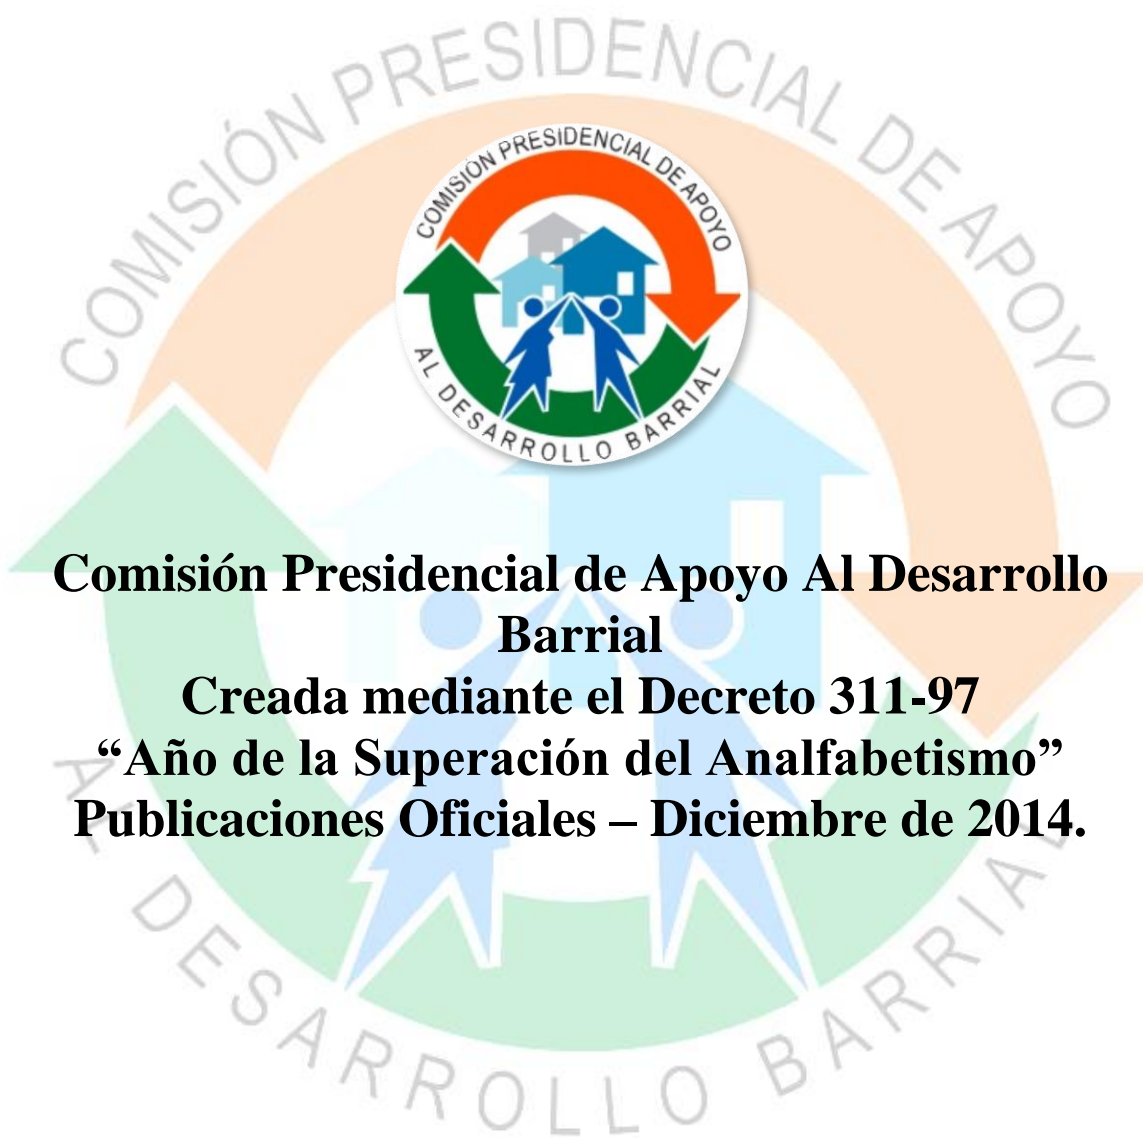 COMISIÓN PRESIDENCIAL DE APOYO
AL DESARROLLO BARRIAL
COMISIÓN PRESIDENCIAL DE APOYO
AL DESARROLLO BARRIAL
Comisión Presidencial de Apoyo Al Desarrollo
Barrial
Creada mediante el Decreto 311-97
“Año de la Superación del Analfabetismo”
Publicaciones Oficiales – Diciembre de 2014.